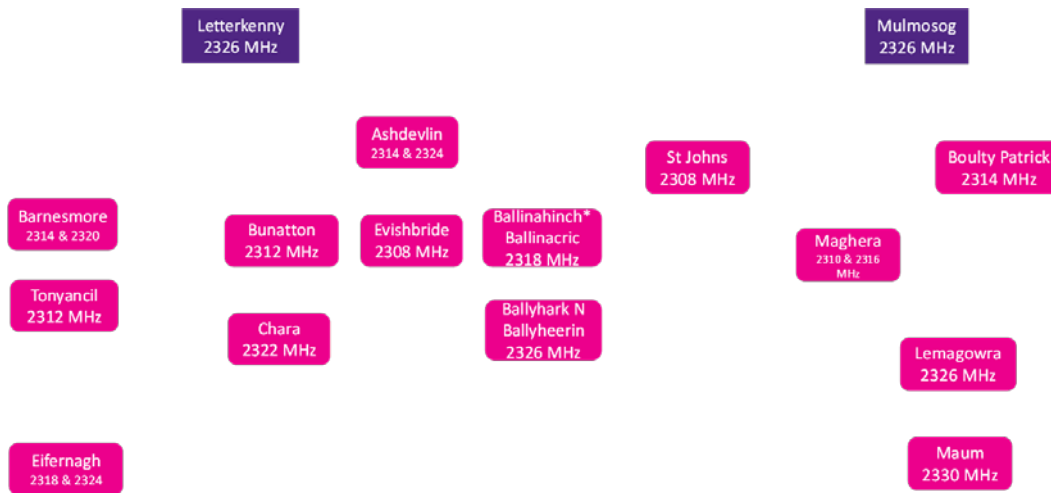 Letterkenny
2326 MHz
Mulmosog
2326 MHz
Ashdevlin
2314 & 2324
St Johns
2308 MHz
Boulty Patrick
2314 MHz
Barnesmore
2314 & 2320
Bunatton
2312 MHz
Evishbride
2308 MHz
Ballinahinch*
Ballinacric
2318 MHz
Maghera
2310 & 2316
MHz
Tonyancil
2312 MHz
Chara
2322 MHz
Ballyhark N
Ballyheerin
2326 MHz
Lemagowra
2326 MHz
Eifernagh
2318 & 2324
Maum
2330 MHz